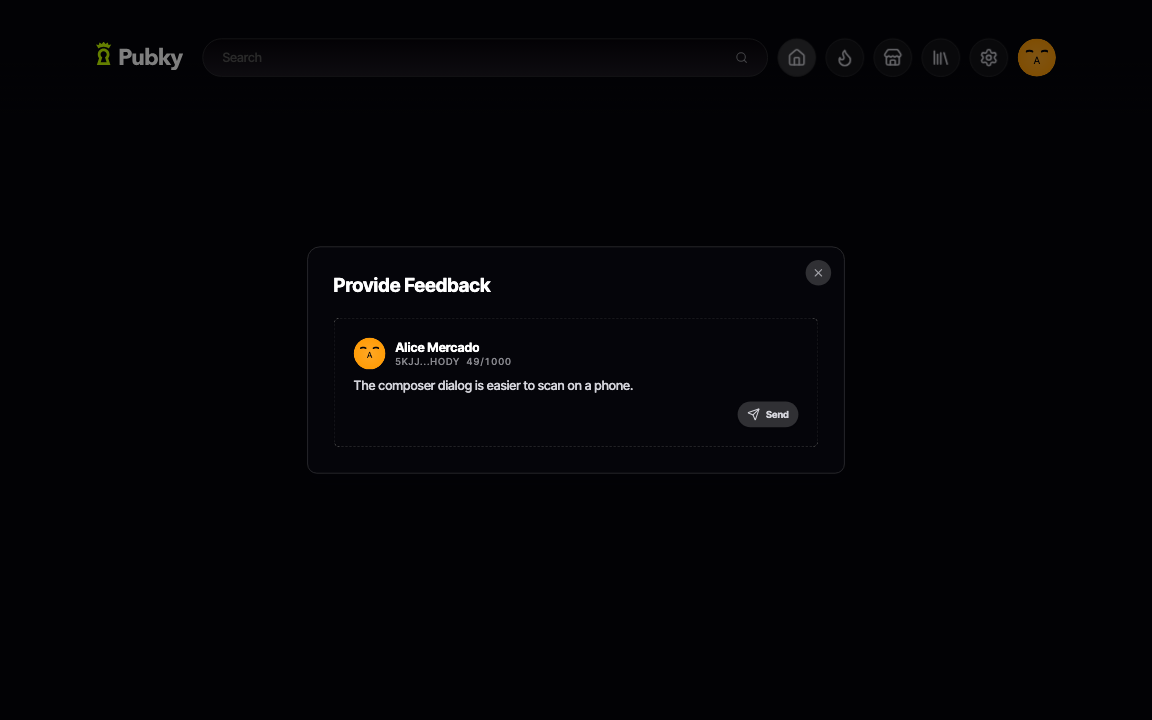 Pubky
Search
A
Provide Feedback
A
Alice Mercado
5KJJ...HODY 49/1000
The composer dialog is easier to scan on a phone.
Send